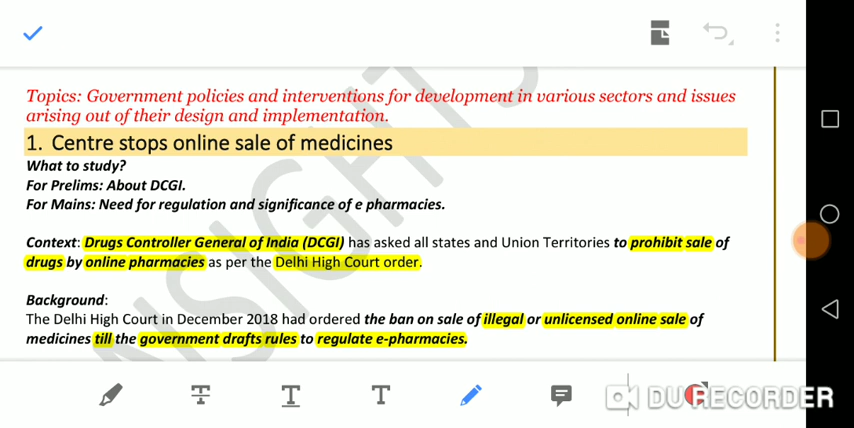 Topics: Government policies and interventions for development in various sectors and issues
arising out of their design and implementation.
1. Centre stops online sale of medicines
What to study?
For Prelims: About DCGI.
For Mains: Need for regulation and significance of e pharmacies.
Context: Drugs Controller General of India (DCGI) has asked all states and Union Territories to prohibit sale of
drugs by online pharmacies as per the Delhi High Court order.
Background:
The Delhi High Court in December 2018 had ordered the ban on sale of illegal or unlicensed online sale of
medicines till the government drafts rules to regulate e-pharmacies.
INSIGHTS
T T T
DU RECORDER